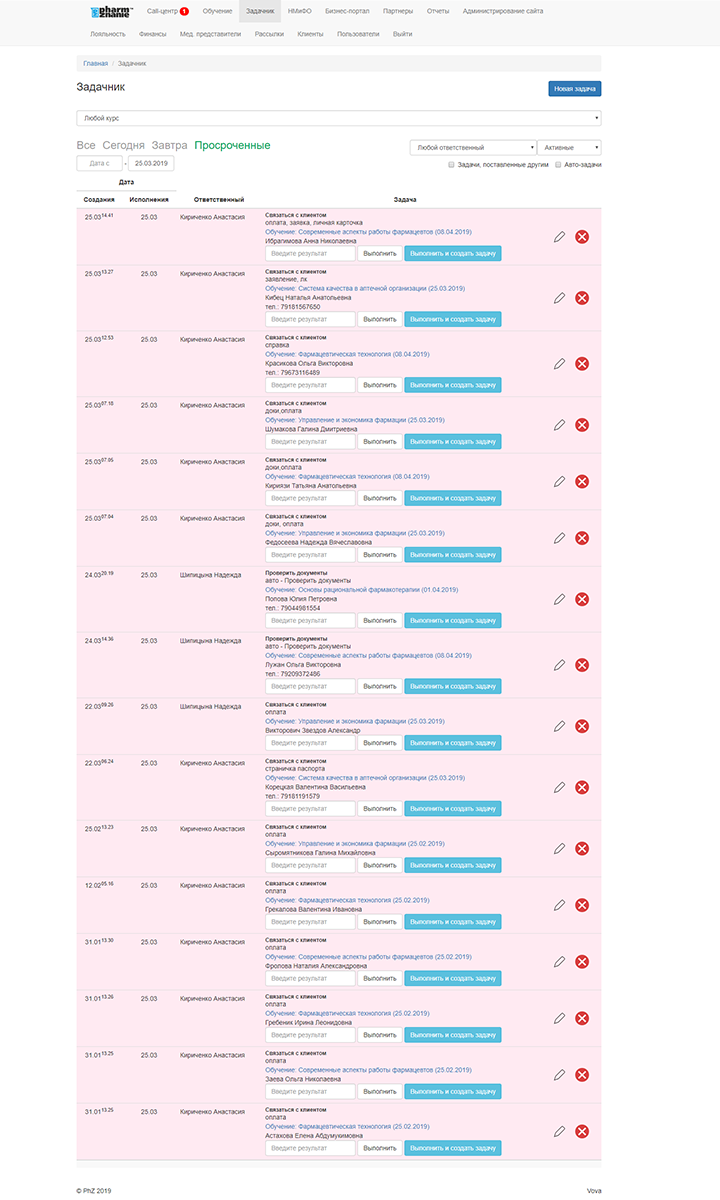 pharm™ znanie Call-центр 1 Обучение Задачник НМиФО Бизнес-портал Партнеры Отчеты Администрирование сайта
Лояльность Финансы Мед. представители Рассылки Клиенты Пользователи Выйти
Главная / Задачник
Задачник Новая задача
Любой курс
Все Сегодня Завтра Просроченные Любой ответственный Активные
Дата с - 25.03.2019 Задачи, поставленные другим Авто-задачи
Дата
Создания Исполнения Ответственный Задача
25.03 14.41 25.03 Кириченко Анастасия Связаться с клиентом
оплата, заявка, личная карточка
Обучение: Современные аспекты работы фармацевтов (08.04.2019)
Ибрагимова Анна Николаевна
Введите результат Выполнить Выполнить и создать задачу
25.03 13.27 25.03 Кириченко Анастасия Связаться с клиентом
заявление, лк
Обучение: Система качества в аптечной организации (25.03.2019)
Кибец Наталья Анатольевна
тел.: 79181567650
Введите результат Выполнить Выполнить и создать задачу
25.03 12.53 25.03 Кириченко Анастасия Связаться с клиентом
справка
Обучение: Фармацевтическая технология (08.04.2019)
Красикова Ольга Викторовна
тел.: 79673116489
Введите результат Выполнить Выполнить и создать задачу
25.03 07.18 25.03 Кириченко Анастасия Связаться с клиентом
доки,оплата
Обучение: Управление и экономика фармации (25.03.2019)
Шумакова Галина Дмитриевна
Введите результат Выполнить Выполнить и создать задачу
25.03 07.05 25.03 Кириченко Анастасия Связаться с клиентом
доки,оплата
Обучение: Фармацевтическая технология (08.04.2019)
Кириязи Татьяна Анатольевна
Введите результат Выполнить Выполнить и создать задачу
25.03 07.04 25.03 Кириченко Анастасия Связаться с клиентом
доки, оплата
Обучение: Управление и экономика фармации (25.03.2019)
Федосеева Надежда Вячеславовна
Введите результат Выполнить Выполнить и создать задачу
24.03 20.19 25.03 Шипицына Надежда Проверить документы
авто - Проверить документы
Обучение: Основы рациональной фармакотерапии (01.04.2019)
Попова Юлия Петровна
тел.: 79044981554
Введите результат Выполнить Выполнить и создать задачу
24.03 14.36 25.03 Шипицына Надежда Проверить документы
авто - Проверить документы
Обучение: Современные аспекты работы фармацевтов (08.04.2019)
Лужан Ольга Викторовна
тел.: 79209372486
Введите результат Выполнить Выполнить и создать задачу
22.03 09.26 25.03 Шипицына Надежда Связаться с клиентом
оплата
Обучение: Управление и экономика фармации (25.03.2019)
Викторович Звездов Александр
Введите результат Выполнить Выполнить и создать задачу
22.03 06.24 25.03 Кириченко Анастасия Связаться с клиентом
страничка паспорта
Обучение: Система качества в аптечной организации (25.03.2019)
Корецкая Валентина Васильевна
тел.: 79181191579
Введите результат Выполнить Выполнить и создать задачу
25.02 13.23 25.03 Кириченко Анастасия Связаться с клиентом
оплата
Обучение: Управление и экономика фармации (25.02.2019)
Сыромятникова Галина Михайловна
Введите результат Выполнить Выполнить и создать задачу
12.02 05.16 25.03 Кириченко Анастасия Связаться с клиентом
оплата
Обучение: Фармацевтическая технология (25.02.2019)
Грекалова Валентина Ивановна
Введите результат Выполнить Выполнить и создать задачу
31.01 13.30 25.03 Кириченко Анастасия Связаться с клиентом
оплата
Обучение: Современные аспекты работы фармацевтов (25.02.2019)
Фролова Наталия Александровна
Введите результат Выполнить Выполнить и создать задачу
31.01 13.26 25.03 Кириченко Анастасия Связаться с клиентом
оплата
Обучение: Фармацевтическая технология (25.02.2019)
Гребеник Ирина Леонидовна
Введите результат Выполнить Выполнить и создать задачу
31.01 13.25 25.03 Кириченко Анастасия Связаться с клиентом
оплата
Обучение: Современные аспекты работы фармацевтов (25.02.2019)
Заева Ольга Николаевна
Введите результат Выполнить Выполнить и создать задачу
31.01 13.25 25.03 Кириченко Анастасия Связаться с клиентом
оплата
Обучение: Фармацевтическая технология (25.02.2019)
Астахова Елена Абдумукимовна
Введите результат Выполнить Выполнить и создать задачу
© PhZ 2019 Vova